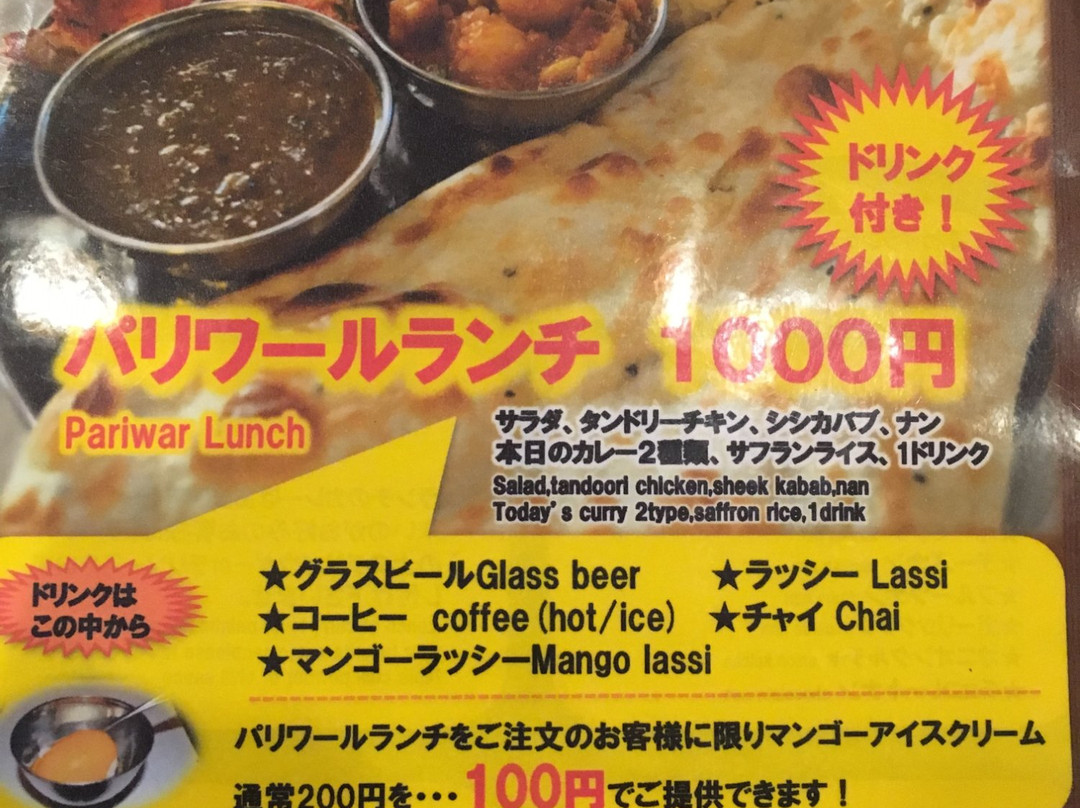 ドリンク
付き！
パリワールランチ 1000円
Pariwar Lunch
サラダ、タンドリーチキン、シシカバブ、ナン
本日のカレー2種類、サフランライス、1ドリンク
Salad,tandoori chicken,sheek kabab,nan
Today's curry 2type,saffron rice,1drink
ドリンクは
この中から
★グラスビールGlass beer ★ラッシー Lassi
★コーヒー coffee(hot/ice) ★チャイ Chai
★マンゴーラッシーMango lassi
パリワールランチをご注文のお客様に限りマンゴーアイスクリーム
通常200円を・・・100円でご提供できます！